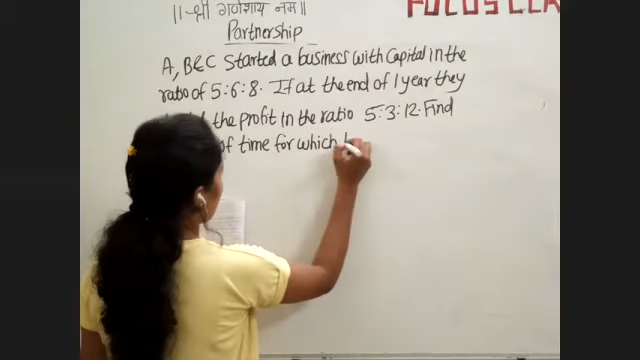 ॥श्री गणेशाय नमः॥
FOCUS CLA
Partnership
A, B&C Started a business with Capital in the
ratio of 5:6:8. If at the end of 1 year they
the Profit in the ratio 5:3:12. Find
of time for which